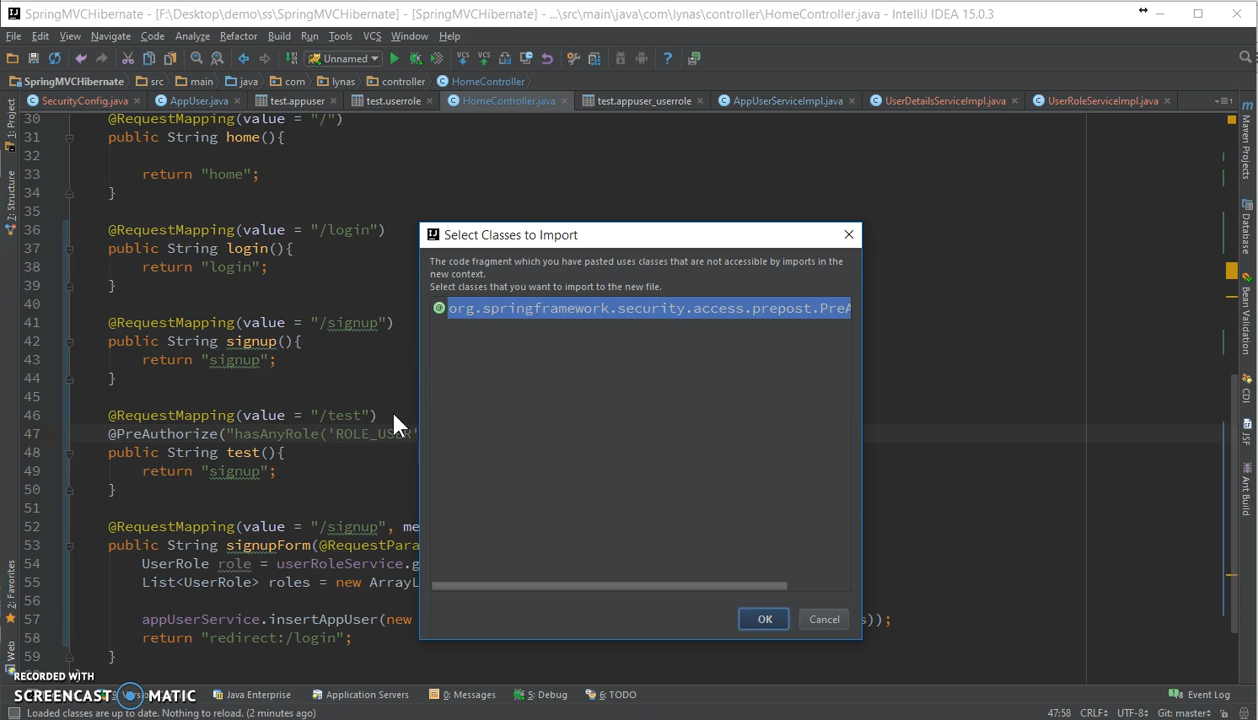 SpringMVCHibernate - [F:\Desktop\demo\ss\SpringMVCHibernate] - [SpringMVCHibernate] - ...\src\main\java\com\lynas\controller\HomeController.java - IntelliJ IDEA 15.0.3
File Edit View Navigate Code Analyze Refactor Build Run Tools VCS Window Help
Unnamed
SpringMVCHibernate src main java com lynas controller HomeController
SecurityConfig.java AppUser.java test.appuser test.userrole HomeController.java test.appuser_userrole AppUserServiceImpl.java UserDetailsServiceImpl.java UserRoleServiceImpl.java
30 @RequestMapping(value = "/")
31 public String home(){
32
33 return "home";
34 }
35
36 @RequestMapping(value = "/login")
37 public String login(){
38 return "login";
39 }
40
41 @RequestMapping(value = "/signup")
42 public String signup(){
43 return "signup";
44 }
45
46 @RequestMapping(value = "/test")
47 @PreAuthorize("hasAnyRole('ROLE_USER'
48 public String test(){
49 return "signup";
50 }
51
52 @RequestMapping(value = "/signup", me
53 public String signupForm(@RequestPara
54 UserRole role = userRoleService.g
55 List<UserRole> roles = new ArrayL
56
57 appUserService.insertAppUser(new s));
58 return "redirect:/login";
59 }
Select Classes to Import
The code fragment which you have pasted uses classes that are not accessible by imports in the
new context.
Select classes that you want to import to the new file.
org.springframework.security.access.prepost.PreA
OK Cancel
1: Project
7: Structure
2: Favorites
Web
Maven Projects
Database
Bean Validation
CDI
JSF
Ant Build
RECORDED WITH
SCREENCAST MATIC
Java Enterprise Application Servers 0: Messages 5: Debug 6: TODO Event Log
Loaded classes are up to date. Nothing to reload. (2 minutes ago) 47:58 CRLF UTF-8 Git: master